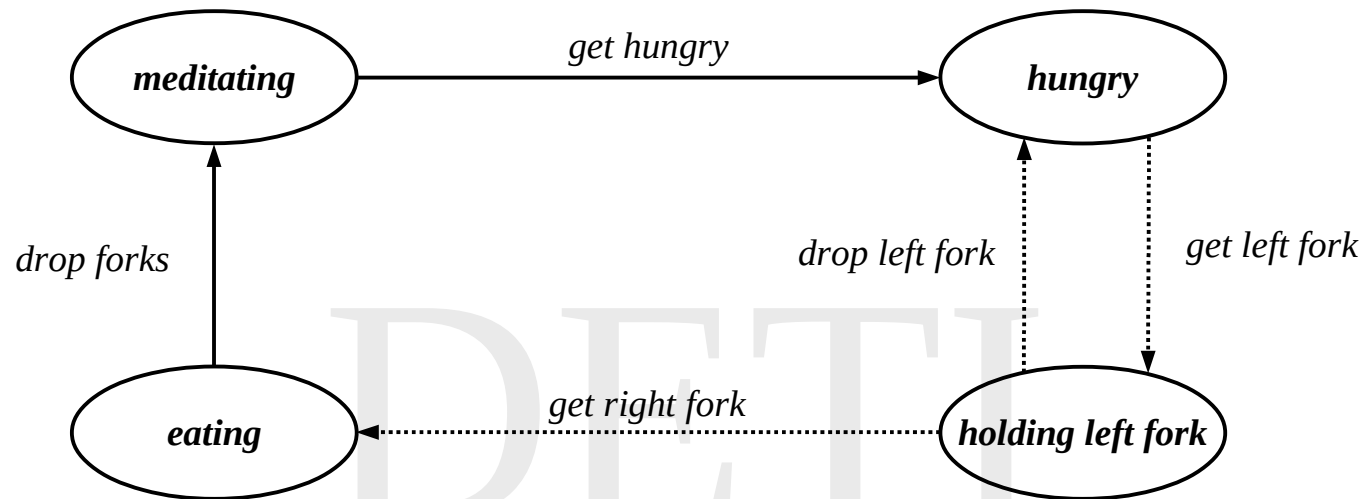 get hungry
meditating
hungry
drop forks
drop left fork
get left fork
get right fork
eating
holding left fork
DETI